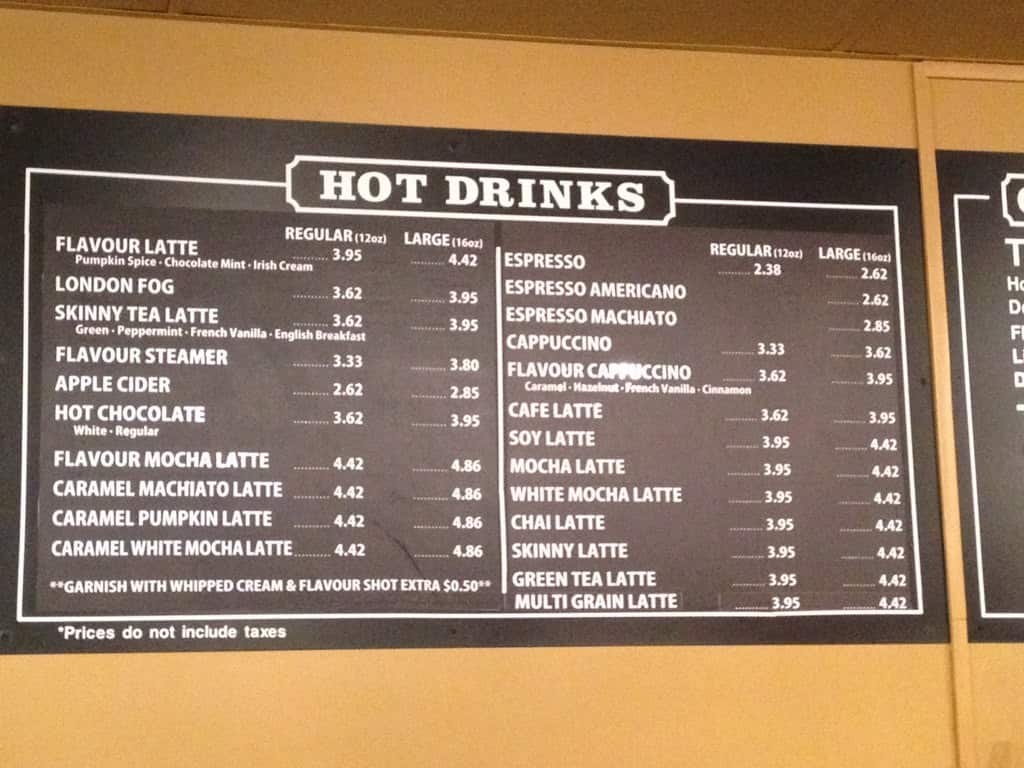 HOT DRINKS
REGULAR (12oz) LARGE (16oz)
FLAVOUR LATTE 3.95 4.42
Pumpkin Spice · Chocolate Mint · Irish Cream
LONDON FOG 3.62 3.95
SKINNY TEA LATTE 3.62 3.95
Green · Peppermint · French Vanilla · English Breakfast
FLAVOUR STEAMER 3.33 3.80
APPLE CIDER 2.62 2.85
HOT CHOCOLATE 3.62 3.95
White · Regular
FLAVOUR MOCHA LATTE 4.42 4.86
CARAMEL MACHIATO LATTE 4.42 4.86
CARAMEL PUMPKIN LATTE 4.42 4.86
CARAMEL WHITE MOCHA LATTE 4.42 4.86
**GARNISH WITH WHIPPED CREAM & FLAVOUR SHOT EXTRA $0.50**
REGULAR (12oz) LARGE (16oz)
ESPRESSO 2.38 2.62
ESPRESSO AMERICANO 2.62
ESPRESSO MACHIATO 2.85
CAPPUCCINO 3.33 3.62
FLAVOUR CAPPUCCINO 3.62 3.95
Caramel · Hazelnut · French Vanilla · Cinnamon
CAFE LATTE 3.62 3.95
SOY LATTE 3.95 4.42
MOCHA LATTE 3.95 4.42
WHITE MOCHA LATTE 3.95 4.42
CHAI LATTE 3.95 4.42
SKINNY LATTE 3.95 4.42
GREEN TEA LATTE 3.95 4.42
MULTI GRAIN LATTE 3.95 4.42
*Prices do not include taxes